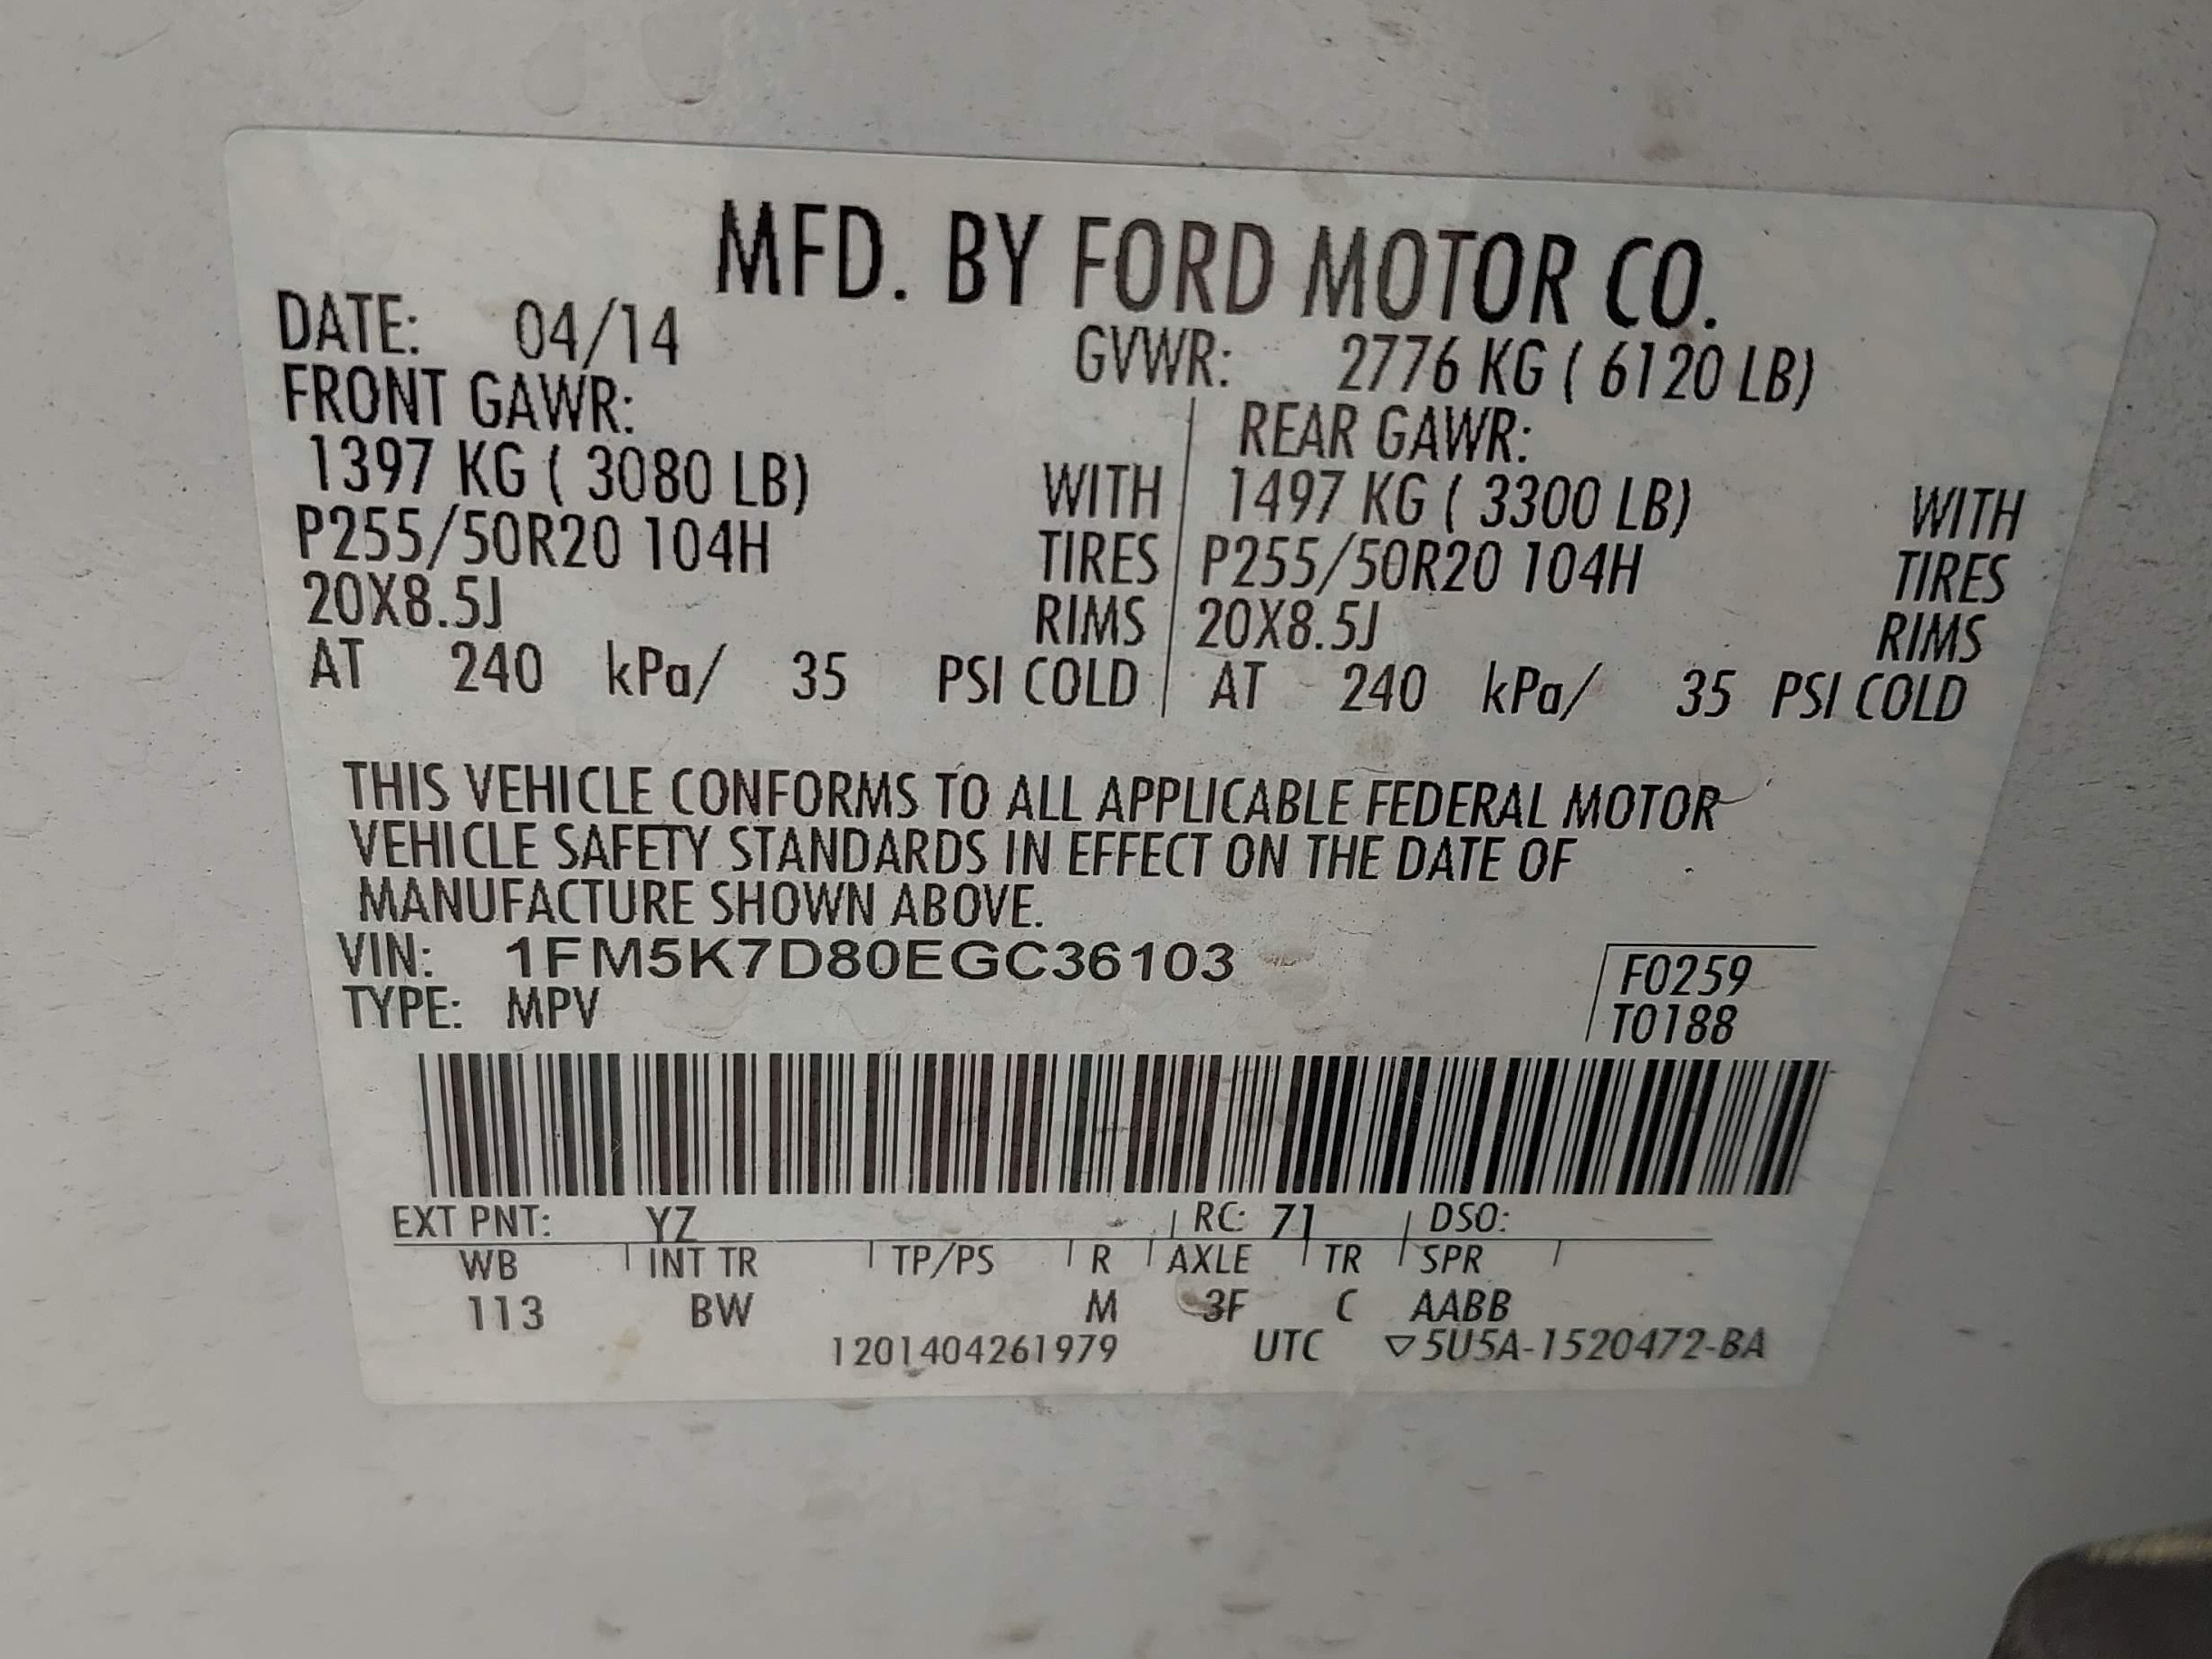 MFD. BY FORD MOTOR CO.
DATE: 04/14 GVWR: 2776 KG ( 6120 LB)
FRONT GAWR: REAR GAWR:
1397 KG ( 3080 LB) WITH 1497 KG ( 3300 LB) WITH
P255/50R20 104H TIRES P255/50R20 104H TIRES
20X8.5J RIMS 20X8.5J RIMS
AT 240 kPa/ 35 PSI COLD AT 240 kPa/ 35 PSI COLD
THIS VEHICLE CONFORMS TO ALL APPLICABLE FEDERAL MOTOR
VEHICLE SAFETY STANDARDS IN EFFECT ON THE DATE OF
MANUFACTURE SHOWN ABOVE.
VIN: 1FM5K7D80EGC36103 F0259
TYPE: MPV T0188
EXT PNT: YZ RC: 71 DSO:
WB INT TR TP/PS R AXLE TR SPR
113 BW M 3F C AABB
1201404261979 UTC ▽5U5A-1520472-BA